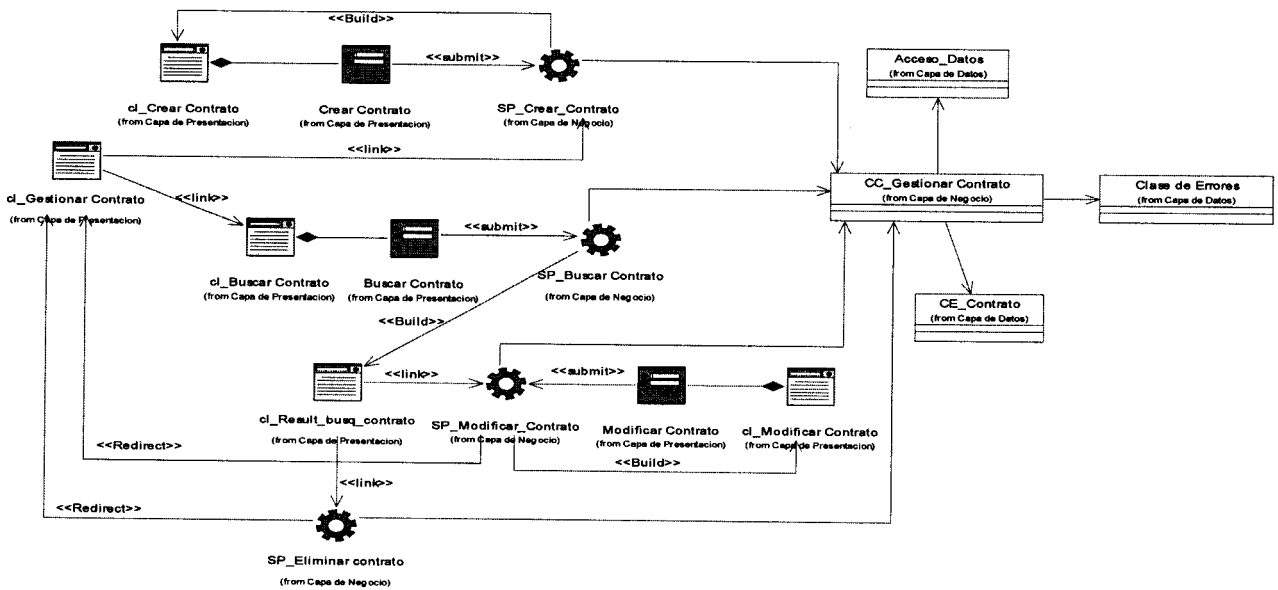 <<Build>>
Acceso_Datos
(from Capa de Datos)
<<submit>>
cl_Crear Contrato
(from Capa de Presentacion)
Crear Contrato
(from Capa de Presentacion)
SP_Crear_Contrato
(from Capa de Negocio)
<<link>>
cl_Gestionar Contrato
(from Capa de Presentacion)
<<link>>
CC_Gestionar Contrato
(from Capa de Negocio)
Clase de Errores
(from Capa de Datos)
<<submit>>
cl_Buscar Contrato
(from Capa de Presentacion)
Buscar Contrato
(from Capa de Presentacion)
SP_Buscar Contrato
(from Capa de Negocio)
CE_Contrato
(from Capa de Datos)
<<Build>>
<<link>>
<<submit>>
cl_Result_busq_contrato
(from Capa de Presentacion)
SP_Modificar_Contrato
(from Capa de Negocio)
Modificar Contrato
(from Capa de Presentacion)
cl_Modificar Contrato
(from Capa de Presentacion)
<<Redirect>>
<<Build>>
<<link>>
<<Redirect>>
SP_Eliminar contrato
(from Capa de Negocio)